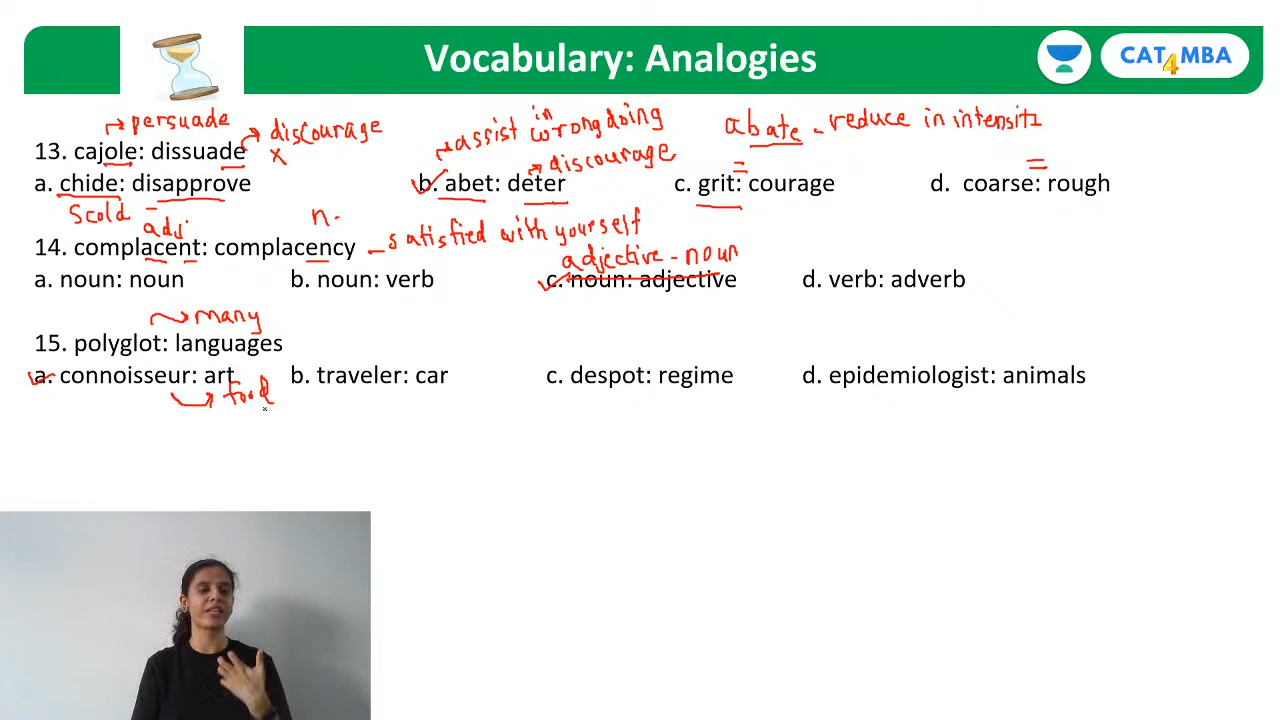 Vocabulary: Analogies
CAT4MBA
persuade
discourage
x
assist in wrongdoing
discourage
abate - reduce in intensity
13. cajole: dissuade
a. chide: disapprove b. abet: deter c. grit: courage d. coarse: rough
scold
=
=
adj
n.
14. complacent: complacency - satisfied with yourself
adjective - noun
a. noun: noun b. noun: verb c. noun: adjective d. verb: adverb
many
15. polyglot: languages
a. connoisseur: art b. traveler: car c. despot: regime d. epidemiologist: animals
food